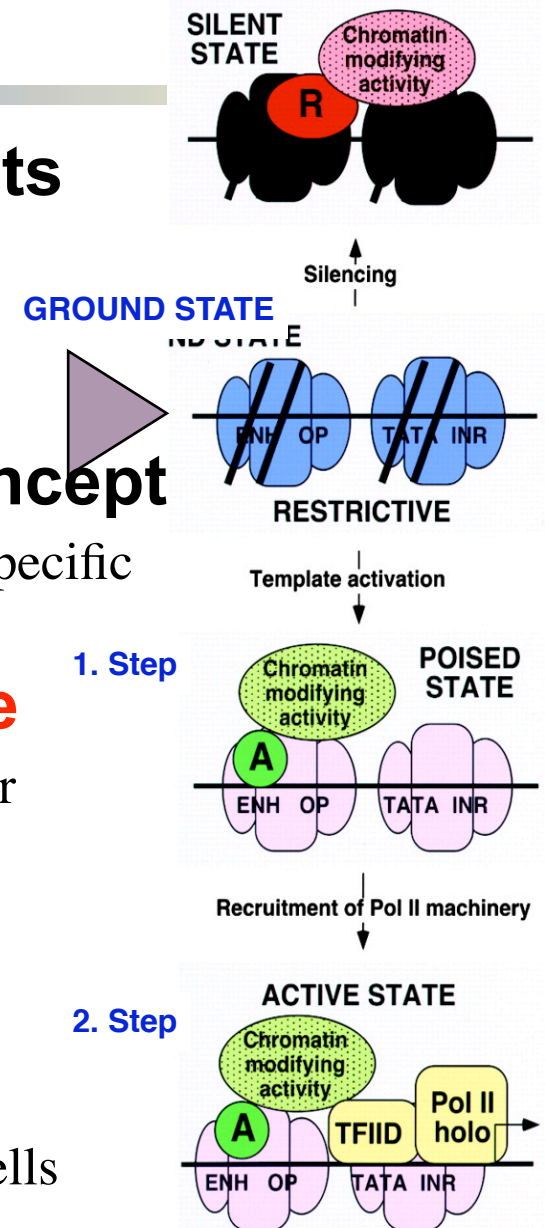 SILENT
STATE
Chromatin
modifying
activity
R
ts
Silencing
GROUND STATE
ND STATE
ENH OP TATA INR
ncept
RESTRICTIVE
pecific
Template activation
1. Step
POISED
STATE
Chromatin
modifying
activity
e
A
r
ENH OP TATA INR
Recruitment of Pol II machinery
ACTIVE STATE
2. Step
Chromatin
modifying
activity
Pol II
holo
A
TFIID
ells
ENH OP TATA INR